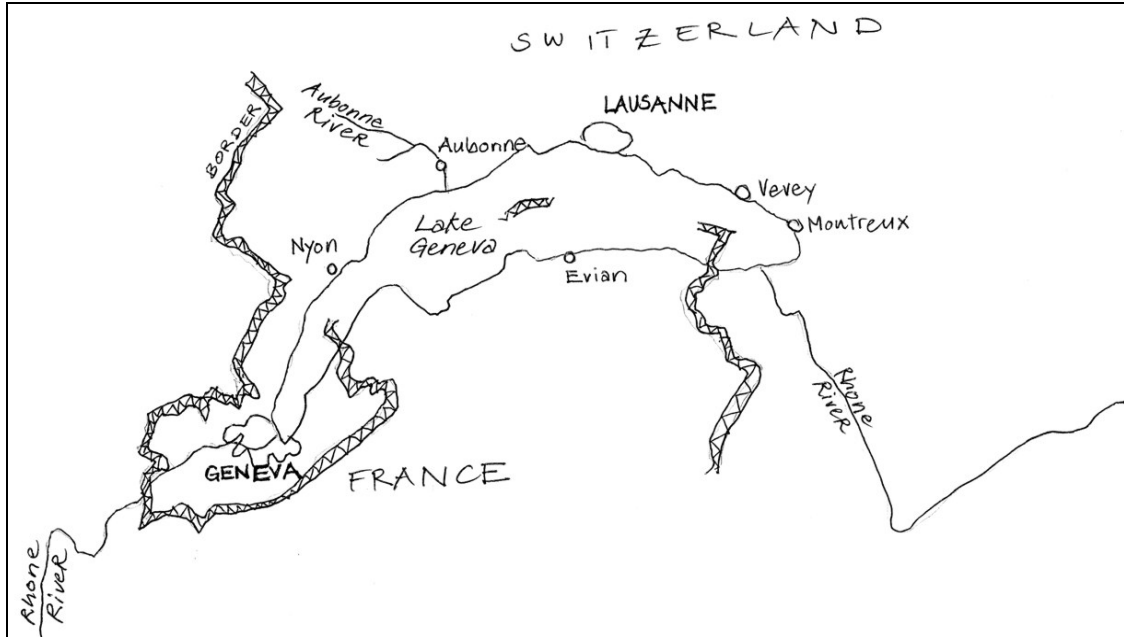 SWITZERLAND
Aubonne
River
BORDER
LAUSANNE
Aubonne
Vevey
Montreux
Lake
Geneva
Nyon
Evian
Rhone
River
GENEVA
FRANCE
Rhone
River